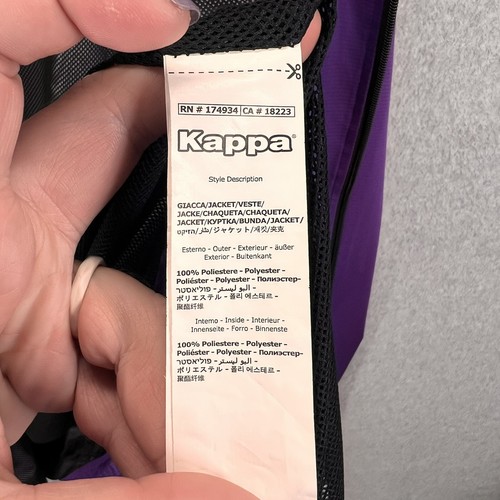 RN # 174934 CA # 18223
Kappa®
Style Description
GIACCA/JACKET/VESTE/
JACKE/CHAQUETA/CHAQUETA/
JACKET/КУРТКА/BUNDA/JACKET/
ジャケット/재킷/夹克
Esterno - Outer - Exterieur - äußer
Exterior - Buitenkant
100% Poliestere - Polyester -
Poliéster - Polyester - Полиэстер-
פוליאסטר - البوليستر -
ポリエステル - 폴리 에스테르 -
聚酯纤维
Interno - Inside - Interieur -
Innenseite - Forro - Binnenste
100% Poliestere - Polyester -
Poliéster - Polyester - Полиэстер-
פוליאסטר - البوليستر -
ポリエステル - 폴리 에스테르 -
聚酯纤维